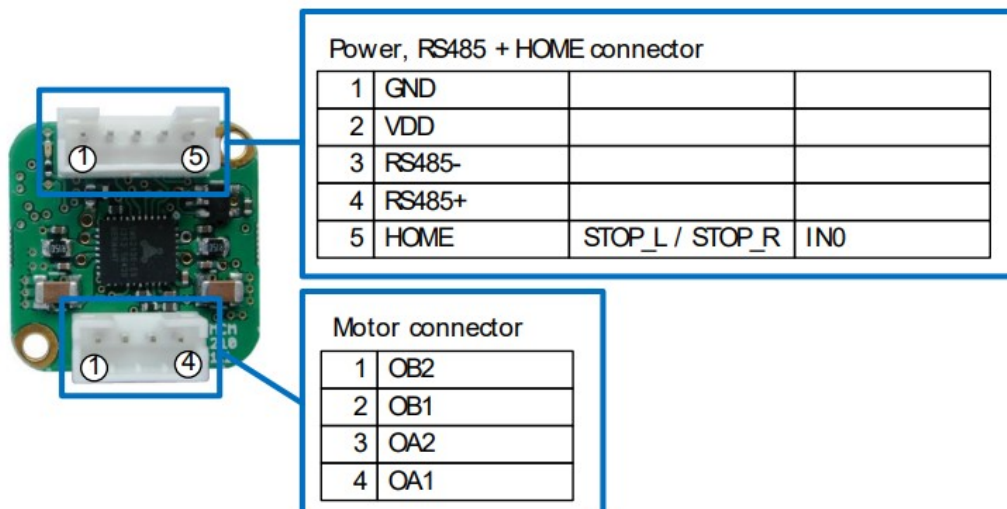 Power, RS485 + HOME connector
1 GND
2 VDD
3 RS485-
4 RS485+
5 HOME STOP_L / STOP_R IN0
1 5
Motor connector
1 OB2
2 OB1
3 OA2
4 OA1
1 4